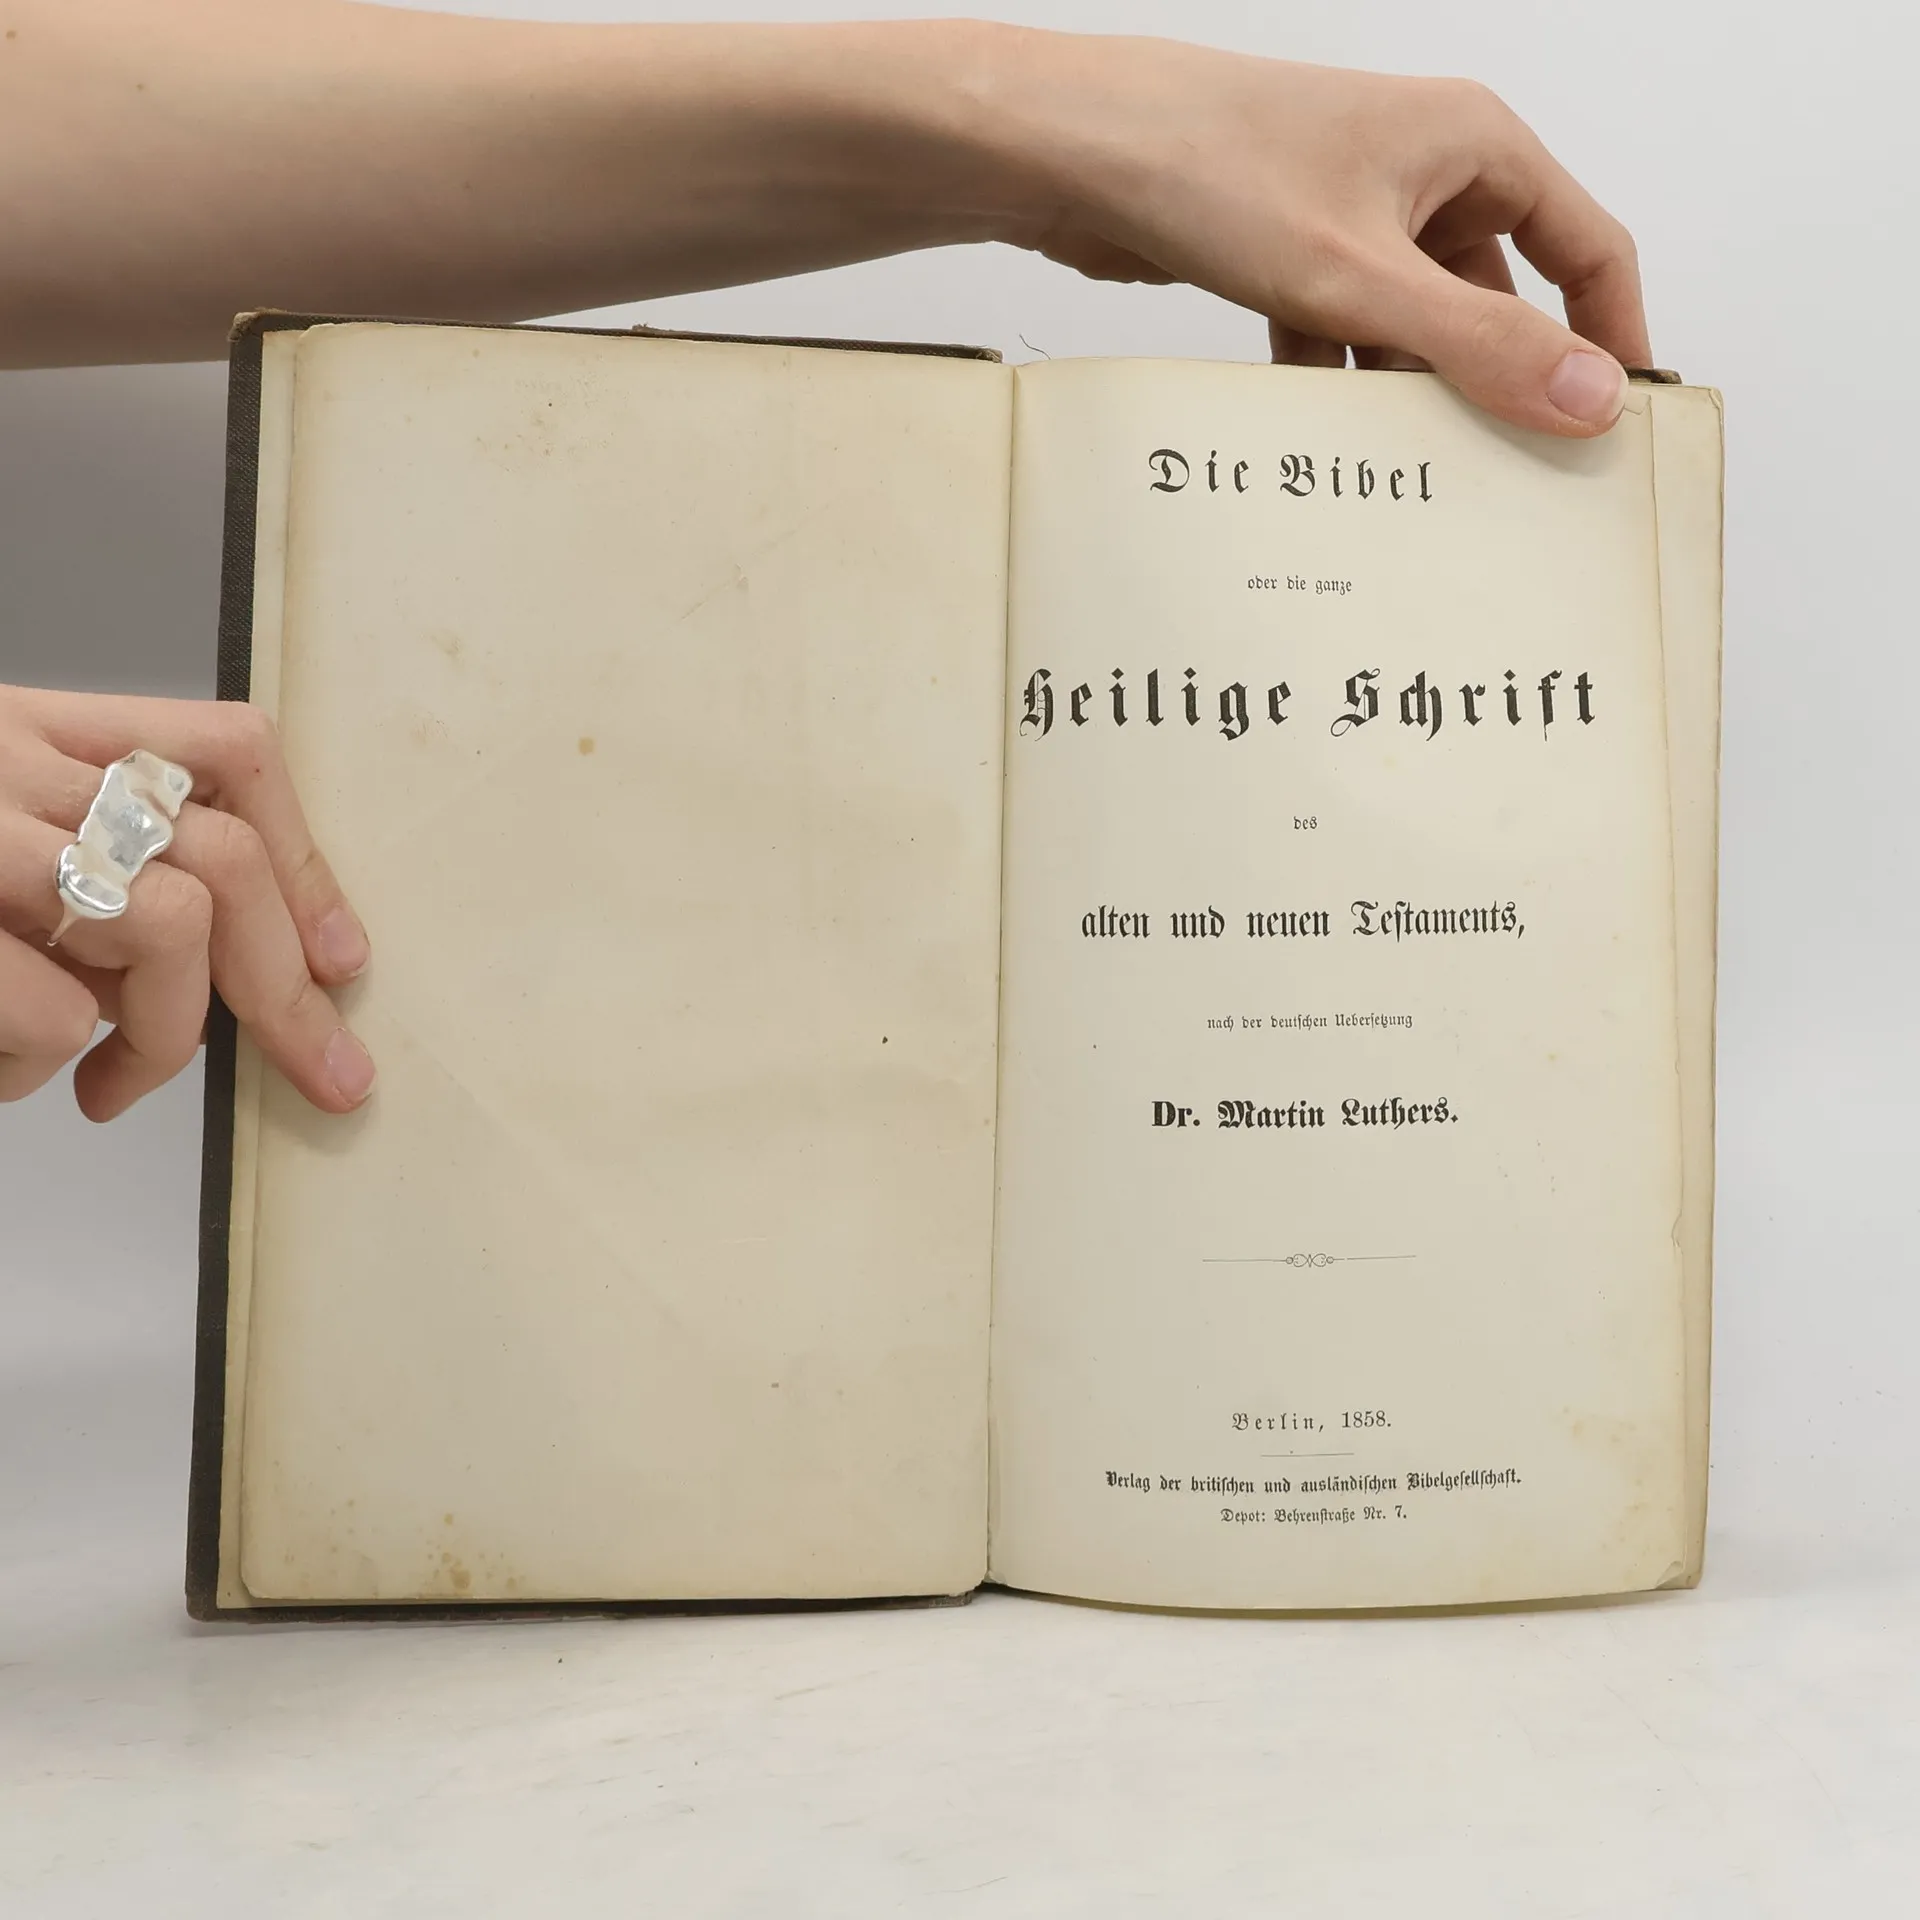 Die Bibel
oder die ganze
Heilige Schrift
des
alten und neuen Teſtaments,
nach der deutſchen Ueberſetzung
Dr. Martin Luthers.
Berlin, 1858.
Verlag der britiſchen und ausländiſchen Bibelgeſellſchaft.
Depot: Behrenſtraße Nr. 7.